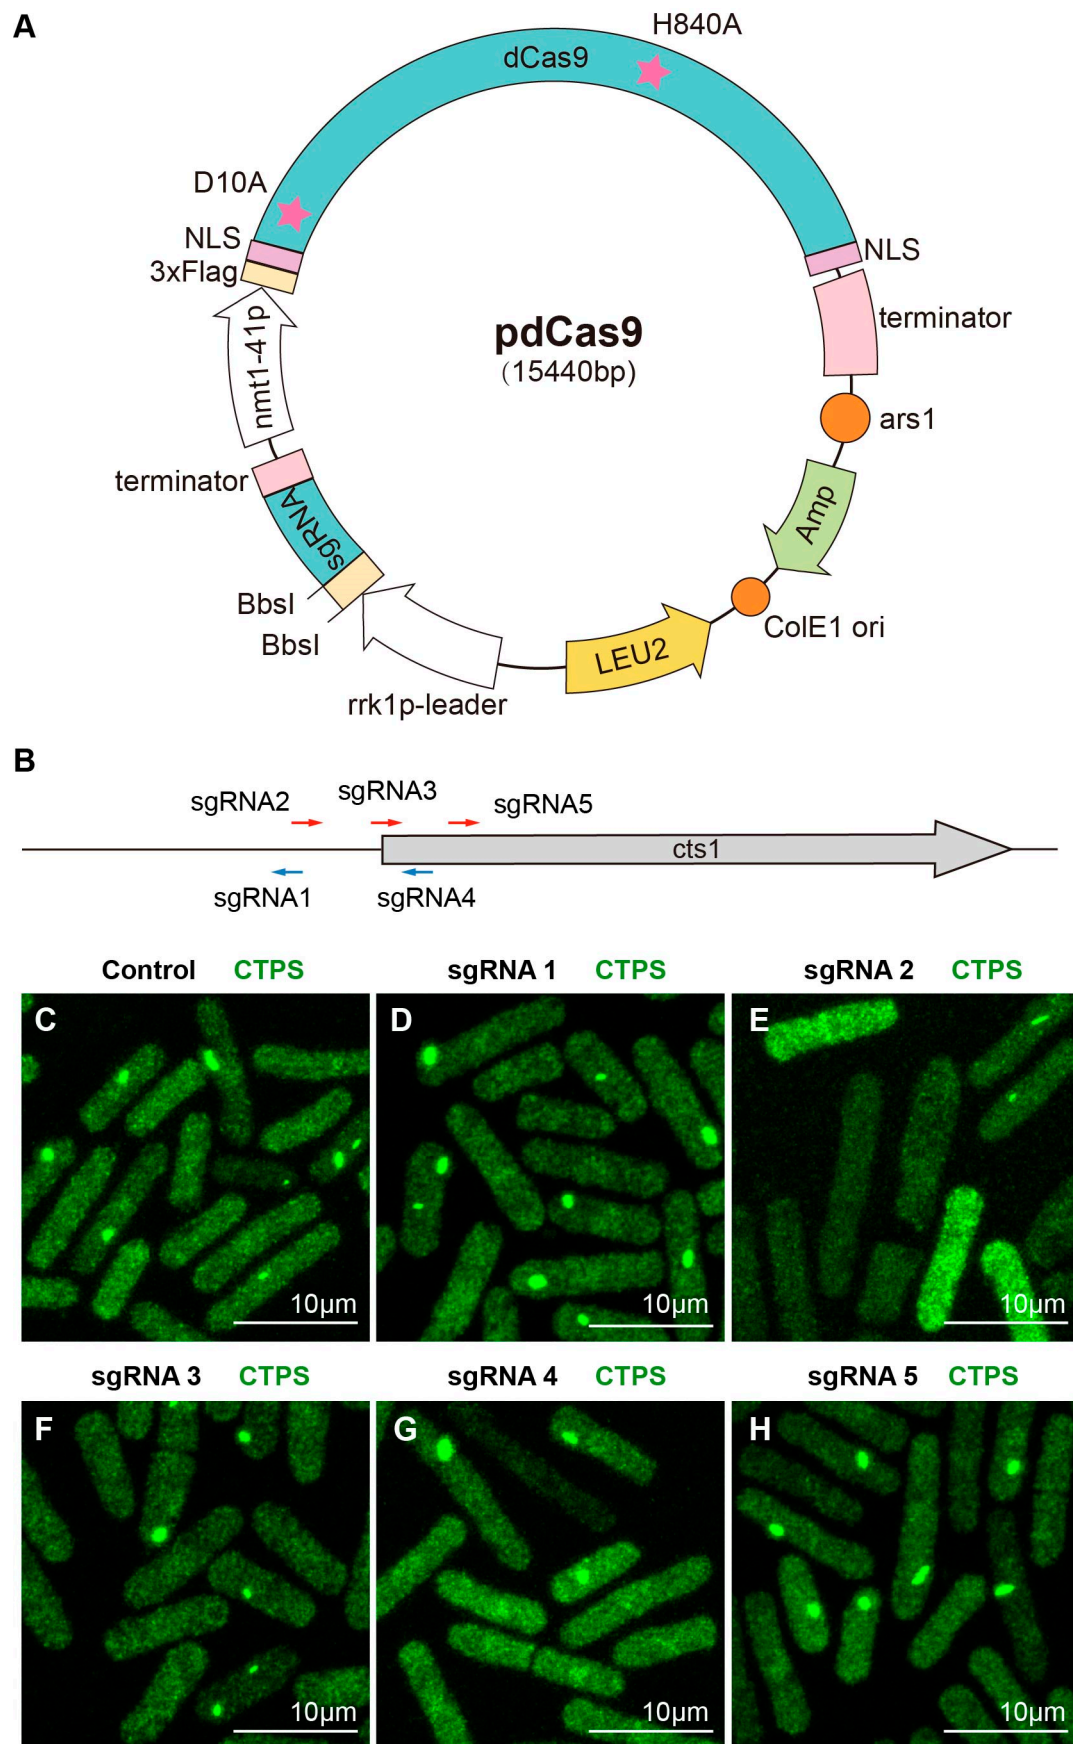 A
H840A
dCas9
D10A
NLS
3xFlag
NLS
terminator
nmt1-41p
pdCas9
(15440bp)
ars1
terminator
Amp
sgRNA
BbsI
BbsI
ColE1 ori
LEU2
rrk1p-leader
B
sgRNA2
sgRNA3
sgRNA5
cts1
sgRNA1
sgRNA4
Control CTPS
sgRNA 1 CTPS
sgRNA 2 CTPS
C
D
E
10µm
10µm
10µm
sgRNA 3 CTPS
sgRNA 4 CTPS
sgRNA 5 CTPS
F
G
H
10µm
10µm
10µm